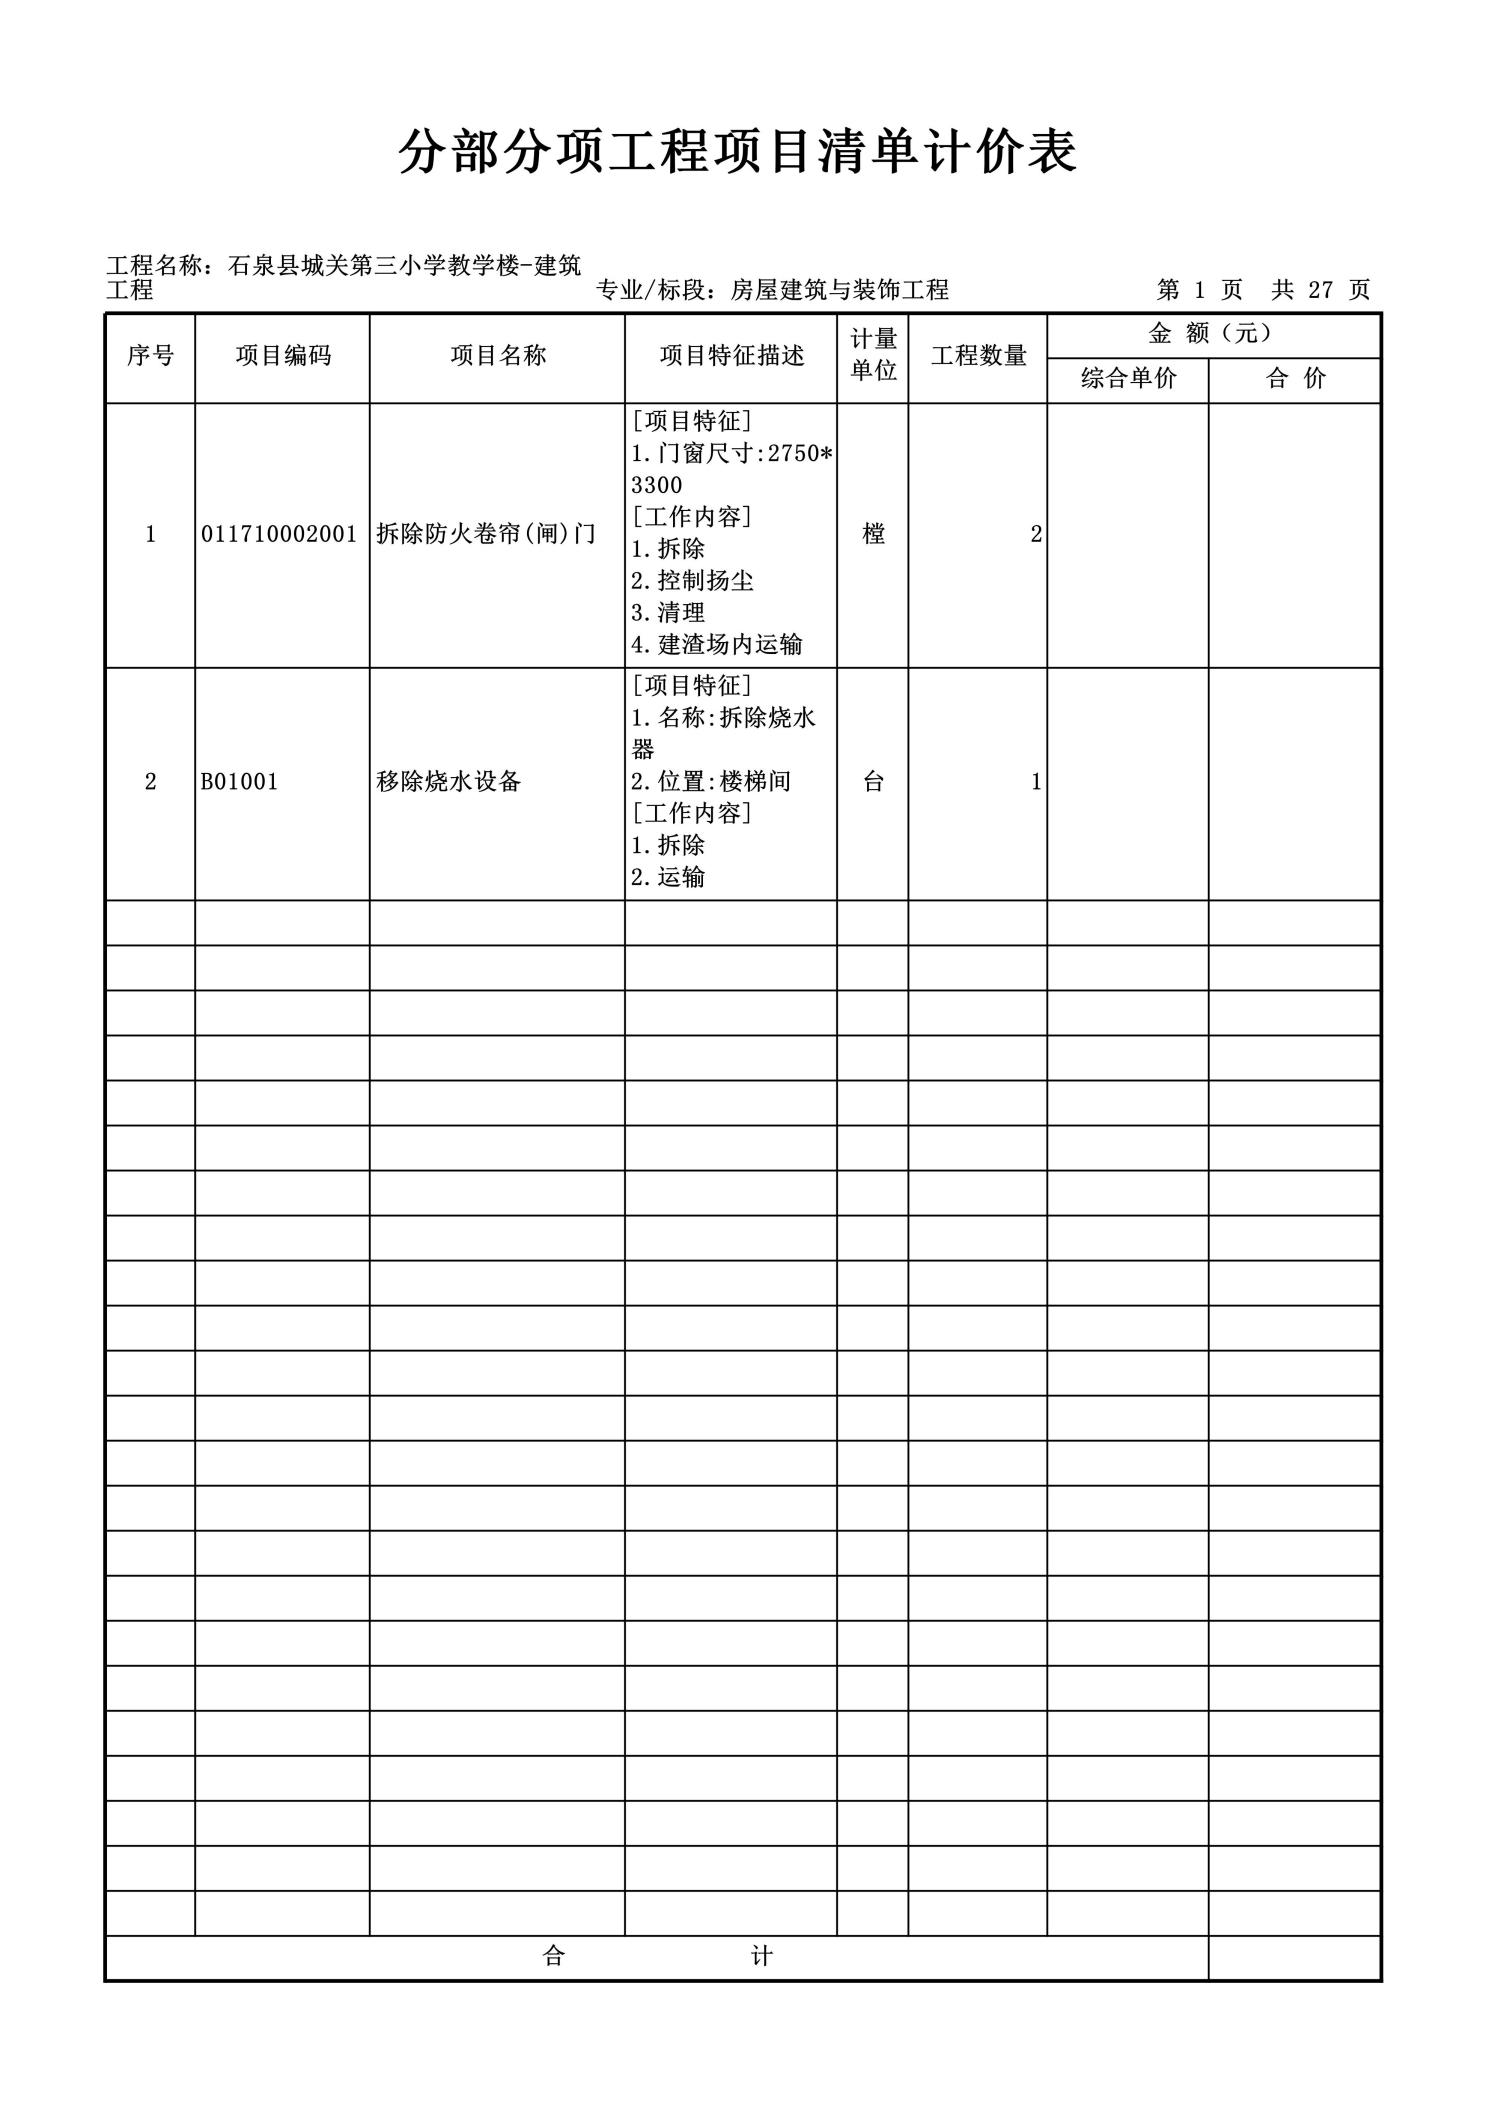 分部分项工程项目清单计价表
工程名称：石泉县城关第三小学教学楼-建筑
工程
专业/标段：房屋建筑与装饰工程
第 1 页 共 27 页
序号 项目编码 项目名称 项目特征描述 计量 单位 工程数量 金 额（元）
综合单价 合 价
1 011710002001 拆除防火卷帘(闸)门
[项目特征]
1.门窗尺寸:2750*
3300
[工作内容]
1.拆除
2.控制扬尘
3.清理
4.建渣场内运输
樘 2
2 B01001 移除烧水设备
[项目特征]
1.名称:拆除烧水
器
2.位置:楼梯间
[工作内容]
1.拆除
2.运输
台 1
合 计